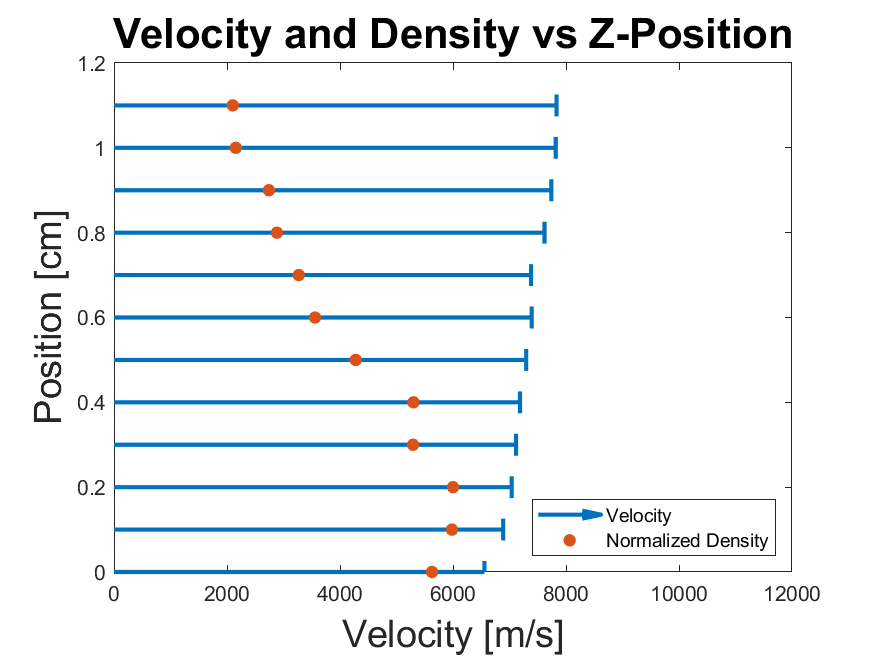 Velocity and Density vs Z-Position
1.2
1
0.8
0.6
0.4
0.2
0
Position [cm]
Velocity
Normalized Density
0 2000 4000 6000 8000 10000 12000
Velocity [m/s]